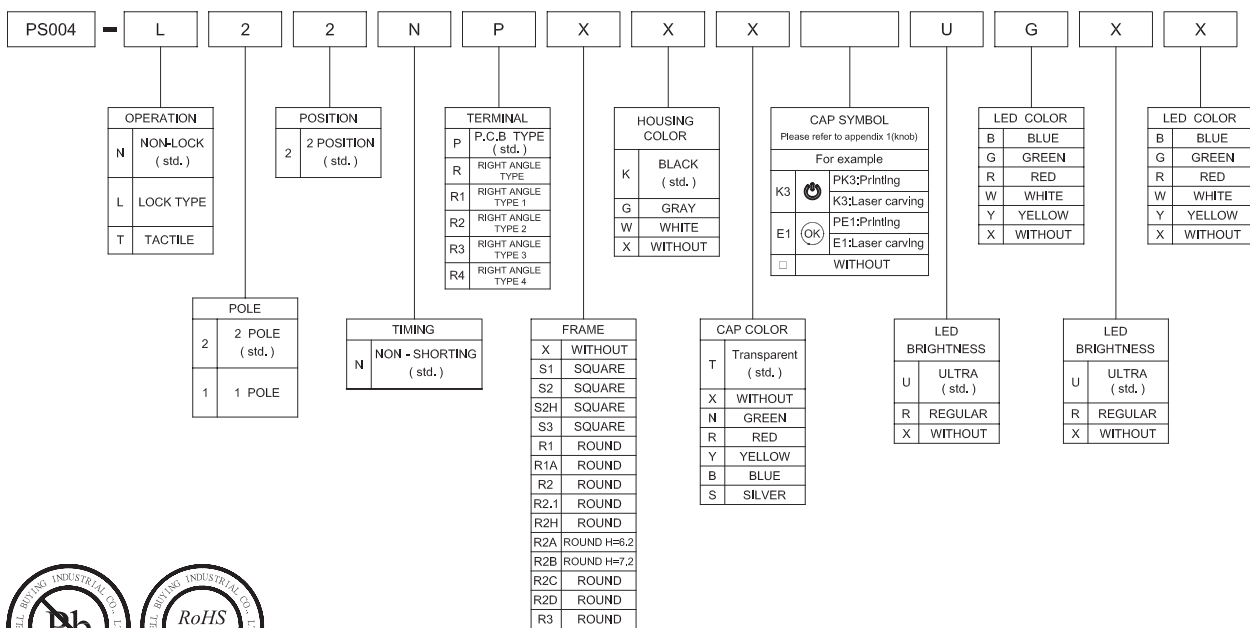 PS004 - L 2 2 N P X X X U G X X
OPERATION
N NON-LOCK
( std. )
L LOCK TYPE
T TACTILE
POSITION
2 2 POSITION
( std. )
TERMINAL
P P.C.B TYPE
( std. )
R RIGHT ANGLE
TYPE
R1 RIGHT ANGLE
TYPE 1
R2 RIGHT ANGLE
TYPE 2
R3 RIGHT ANGLE
TYPE 3
R4 RIGHT ANGLE
TYPE 4
HOUSING
COLOR
K BLACK
( std. )
G GRAY
W WHITE
X WITHOUT
CAP SYMBOL
Please refer to appendix 1(knob)
For example
K3 PK3;Printing
K3;Laser carving
E1 OK PE1;Printing
E1;Laser carving
□ WITHOUT
LED COLOR
B BLUE
G GREEN
R RED
W WHITE
Y YELLOW
X WITHOUT
LED COLOR
B BLUE
G GREEN
R RED
W WHITE
Y YELLOW
X WITHOUT
POLE
2 2 POLE
( std. )
1 1 POLE
TIMING
N NON - SHORTING
( std. )
FRAME
X WITHOUT
S1 SQUARE
S2 SQUARE
S2H SQUARE
S3 SQUARE
R1 ROUND
R1A ROUND
R2 ROUND
R2.1 ROUND
R2H ROUND
R2A ROUND H=6.2
R2B ROUND H=7.2
R2C ROUND
R2D ROUND
R3 ROUND
CAP COLOR
T Transparent
( std. )
X WITHOUT
N GREEN
R RED
Y YELLOW
B BLUE
S SILVER
LED
BRIGHTNESS
U ULTRA
( std. )
R REGULAR
X WITHOUT
LED
BRIGHTNESS
U ULTRA
( std. )
R REGULAR
X WITHOUT
BUYING INDUSTRIAL CO.,
Pb
BUYING INDUSTRIAL CO.,
RoHS